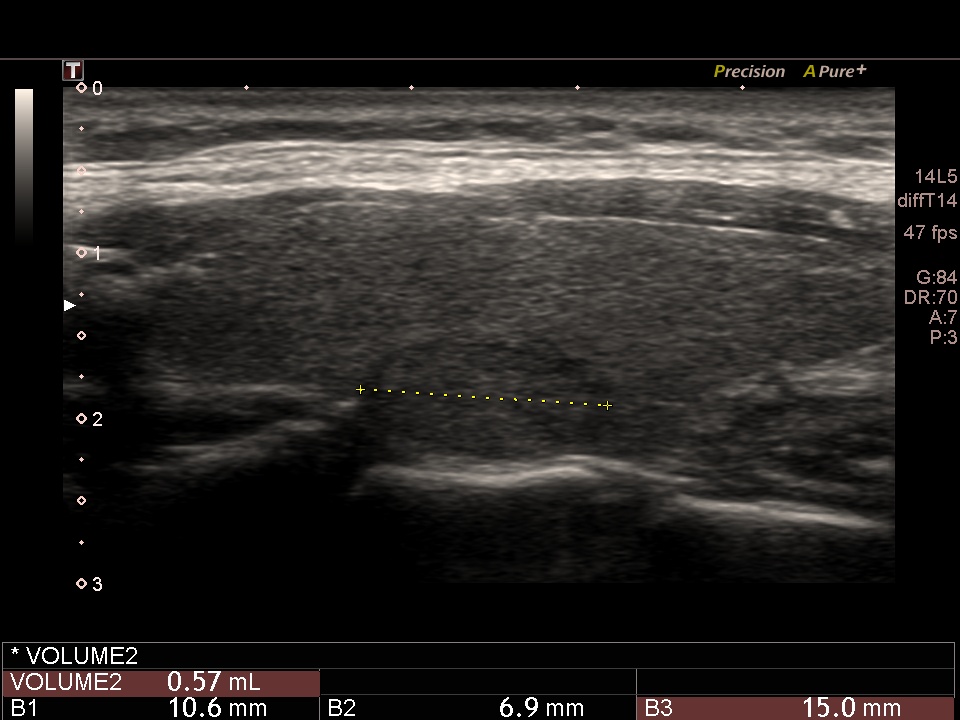 T
Precision APure+
0
14L5
diffT14
47 fps
1
G:84
DR:70
A:7
P:3
2
3
* VOLUME2
VOLUME2 0.57 mL
B1 10.6 mm B2 6.9 mm B3 15.0 mm